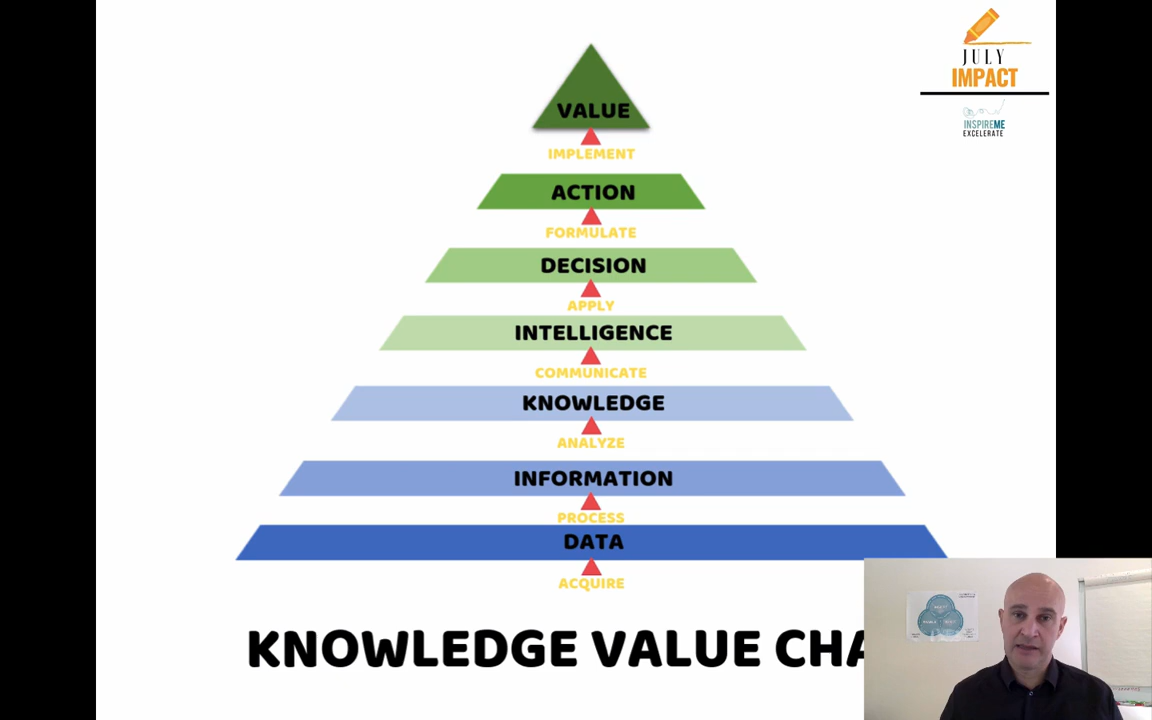 JULY
IMPACT
INSPIREME
EXCELERATE
VALUE
IMPLEMENT
ACTION
FORMULATE
DECISION
APPLY
INTELLIGENCE
COMMUNICATE
KNOWLEDGE
ANALYZE
INFORMATION
PROCESS
DATA
ACQUIRE
KNOWLEDGE VALUE CHA